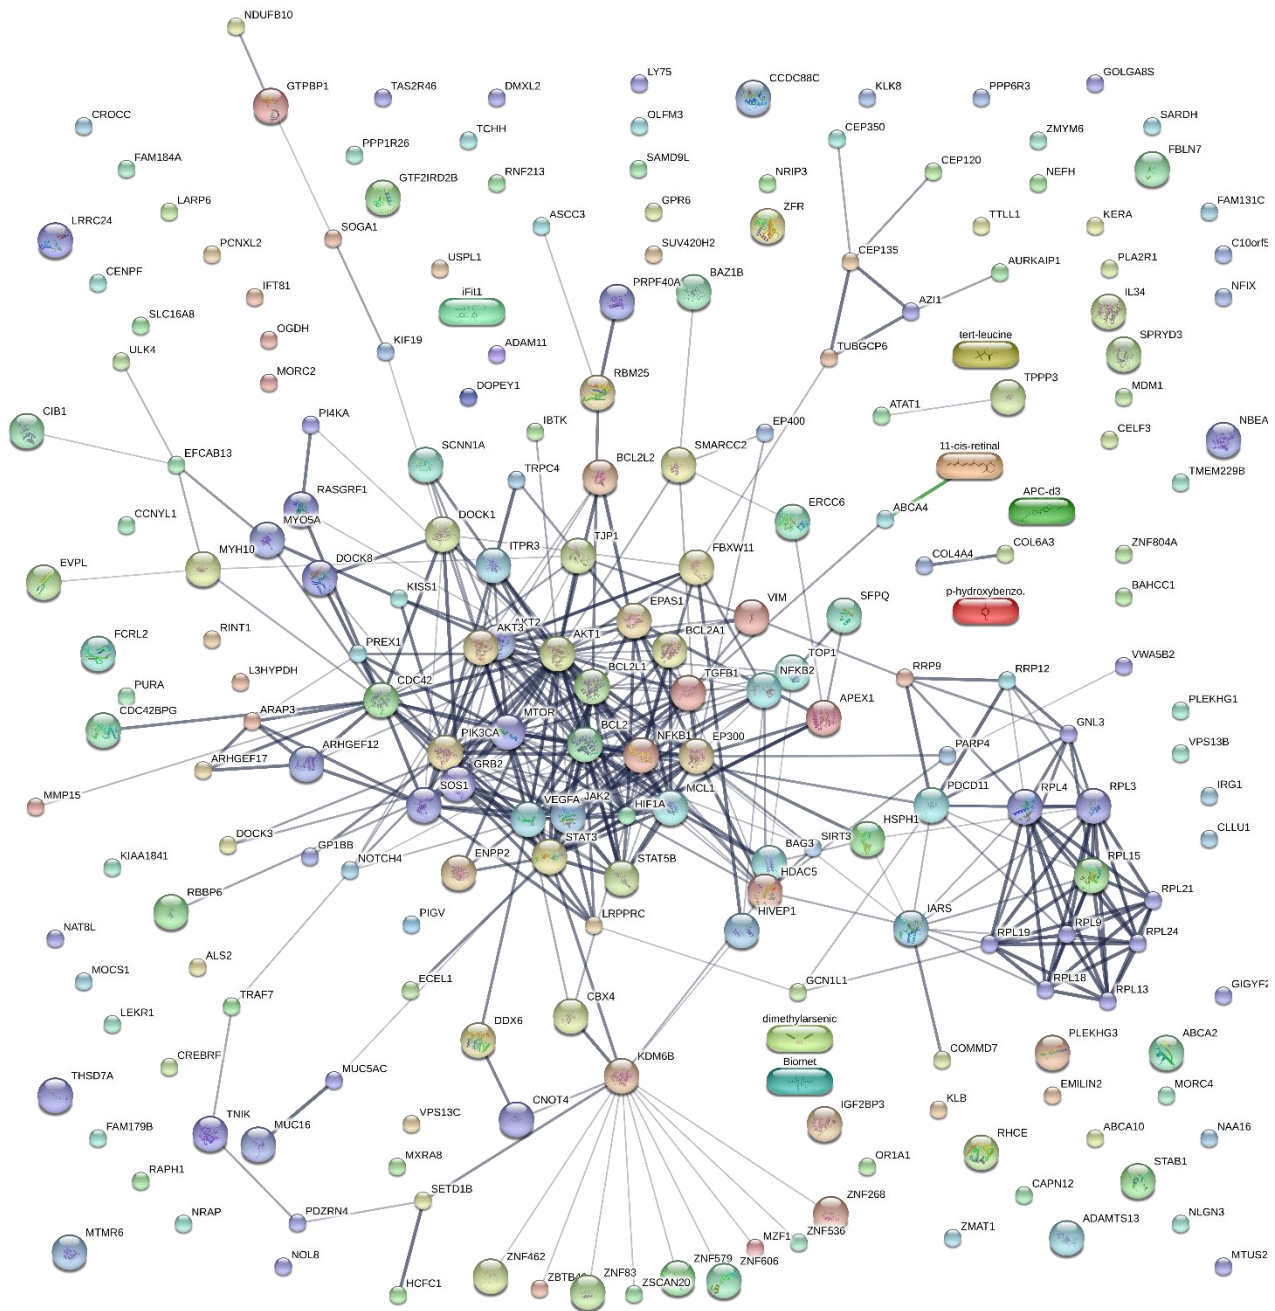 NDUFB10
GTPBP1
TAS2R46
DMXL2
LY75
CCDC88C
KLK8
PPP6R3
GOLGA8S
CROCC
PPP1R26
TCHH
OLFM3
CEP350
ZMYM6
SARDH
FAM184A
GTF2IRD2B
RNF213
SAMD9L
NRIP3
CEP120
NEFH
FBLN7
LARP6
LRRC24
SOGA1
ASCC3
GPR6
ZFR
TTLL1
KERA
FAM131C
PCNXL2
USPL1
SUV420H2
CEP135
PLA2R1
C10orf5
CENPF
IFT81
iFit1
PRPF40A
BAZ1B
AURKAIP1
AZI1
IL34
NFIX
SLC16A8
OGDH
KIF19
ADAM11
TUBGCP6
tert-leucine
SPRYD3
ULK4
MORC2
DOPEY1
RBM25
ATAT1
TPPP3
MDM1
CIB1
PI4KA
IBTK
EP400
CELF3
NBEA
EFCAB13
SCNN1A
TRPC4
BCL2L2
SMARCC2
11-cis-retinal
TMEM229B
RASGRF1
MYO5A
CCNYL1
DOCK1
ERCC6
ABCA4
APC-d3
EVPL
MYH10
DOCK8
ITPR3
TJP1
FBXW11
COL4A4
COL6A3
ZNF804A
KISS1
EPAS1
VIM
SFPQ
p-hydroxybenzo.
BAHCC1
FCRL2
RINT1
PREX1
AKT3
AKT2
AKT1
BCL2A1
TOP1
RRP9
RRP12
VWA5B2
L3HYPDH
PURA
CDC42
BCL2L1
TGFB1
NFKB2
APEX1
PLEKHG1
CDC42BPG
ARAP3
MTOR
BCL2
GNL3
VPS13B
ARHGEF17
ARHGEF12
PIK3CA
GRB2
NFKB1
EP300
PARP4
MMP15
SOS1
VEGFA
JAK2
HIF1A
MCL1
PDCD11
RPL4
RPL3
IRG1
DOCK3
GP1BB
STAT3
SIRT3
HSPH1
CLLU1
KIAA1841
NOTCH4
ENPP2
STAT5B
BAG3
HDAC5
RPL15
RBBP6
PIGV
LRPPRC
HIVEP1
IARS
RPL21
NAT8L
RPL19
RPL9
RPL24
ALS2
MOCS1
ECEL1
GCN1L1
RPL18
RPL13
GIGYF2
LEKR1
TRAF7
CBX4
dimethylarsenic
DDX6
PLEKHG3
ABCA2
CREBRF
THSD7A
MUC5AC
KDM6B
Biomet
COMMD7
EMILIN2
MORC4
TNIK
MUC16
VPS13C
CNOT4
IGF2BP3
KLB
FAM179B
RHCE
ABCA10
NAA16
RAPH1
MXRA8
OR1A1
STAB1
SETD1B
CAPN12
NRAP
PDZRN4
ZNF268
ZNF536
MZF1
NLGN3
MTMR6
NOL8
ZMAT1
ADAMTS13
MTUS2
HCFC1
ZNF462
ZNF83
ZSCAN20
ZNF579
ZNF606